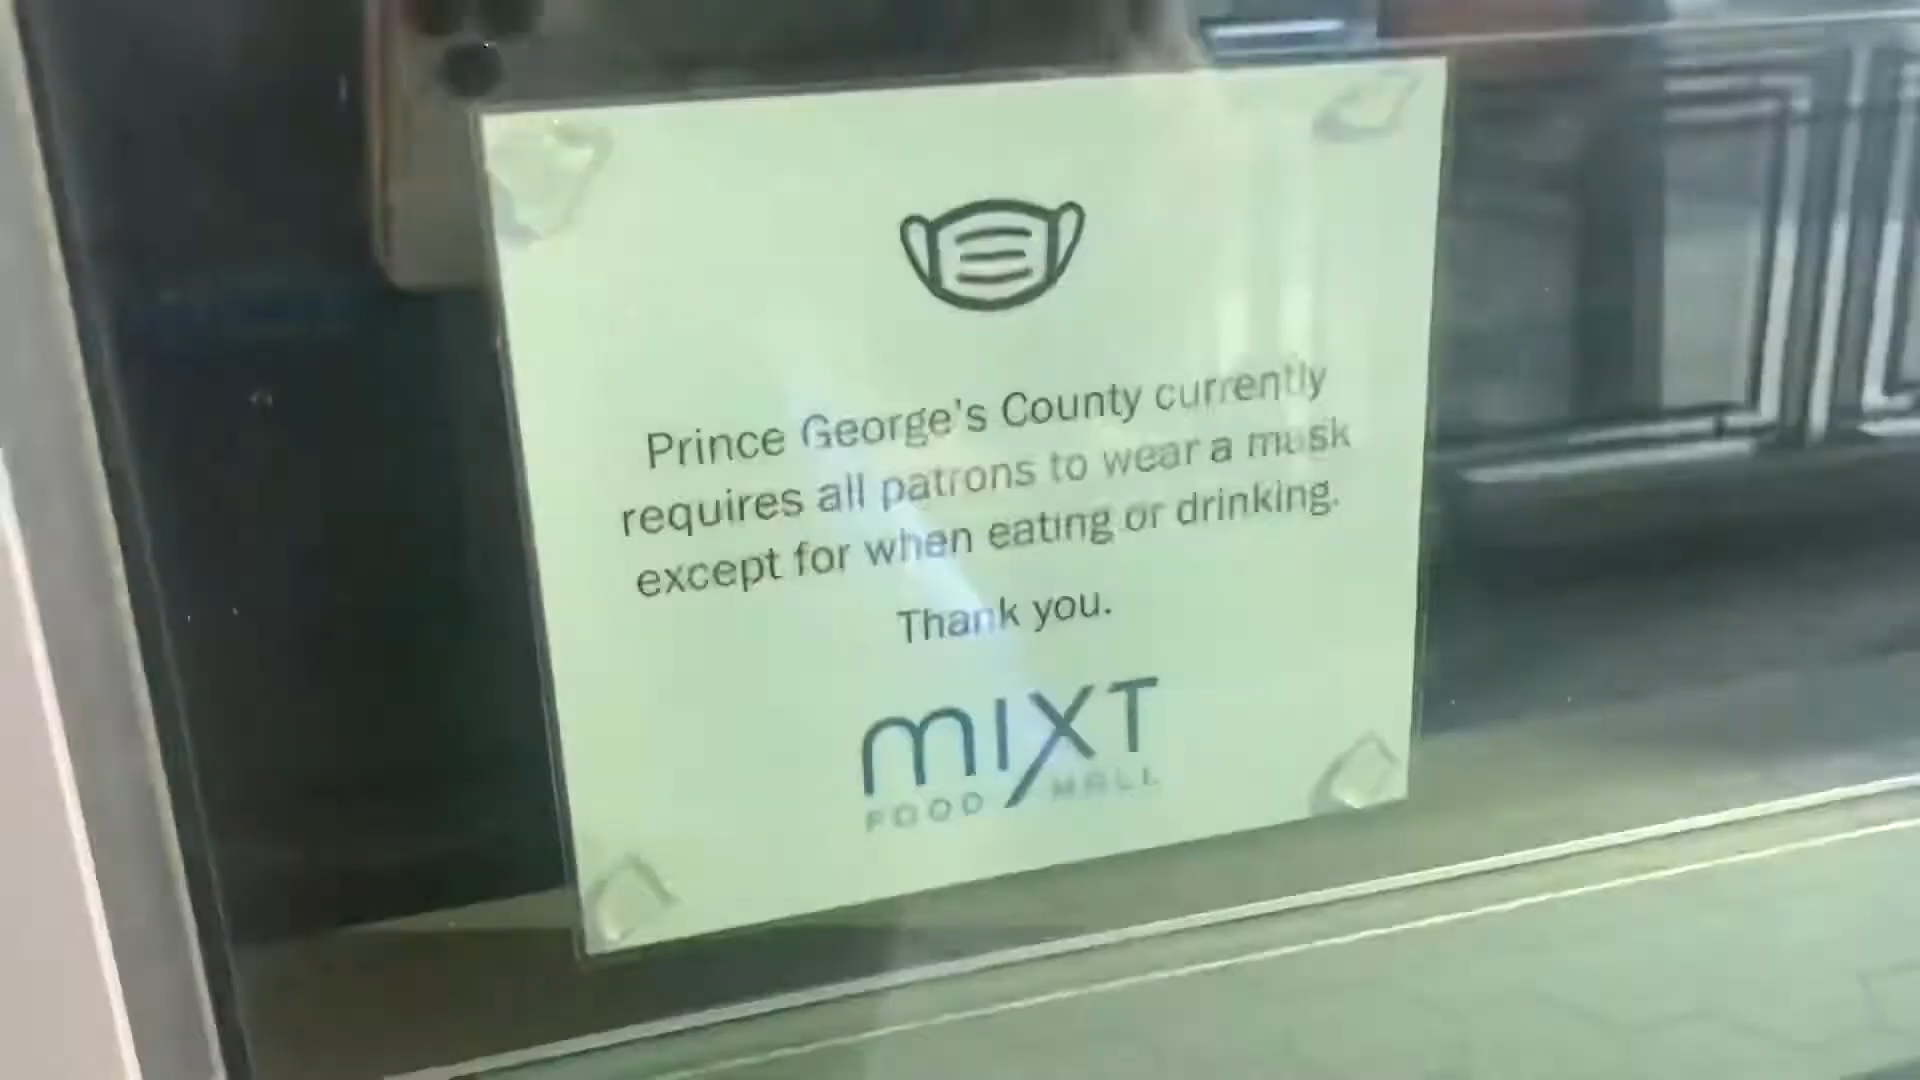 Prince George's County currently
requires all patrons to wear a mask
except for when eating or drinking.
Thank you.
MIXT
FOOD HALL